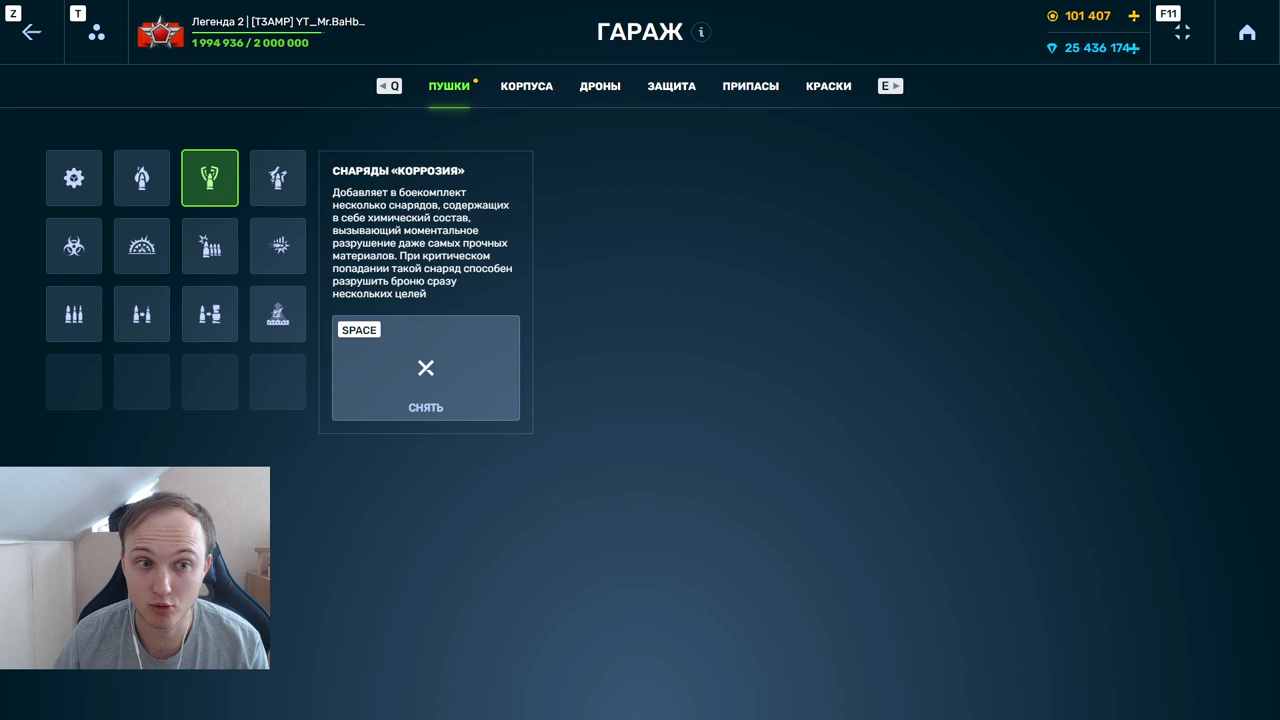 Z
T
Легенда 2 | [T3AMP] YT_Mr.BaHb...
1 994 936 / 2 000 000
ГАРАЖ
i
101 407
25 436 174
F11
Q
ПУШКИ
КОРПУСА
ДРОНЫ
ЗАЩИТА
ПРИПАСЫ
КРАСКИ
E
СНАРЯДЫ «КОРРОЗИЯ»
Добавляет в боекомплект
несколько снарядов, содержащих
в себе химический состав,
вызывающий моментальное
разрушение даже самых прочных
материалов. При критическом
попадании такой снаряд способен
разрушить броню сразу
нескольких целей
SPACE
СНЯТЬ